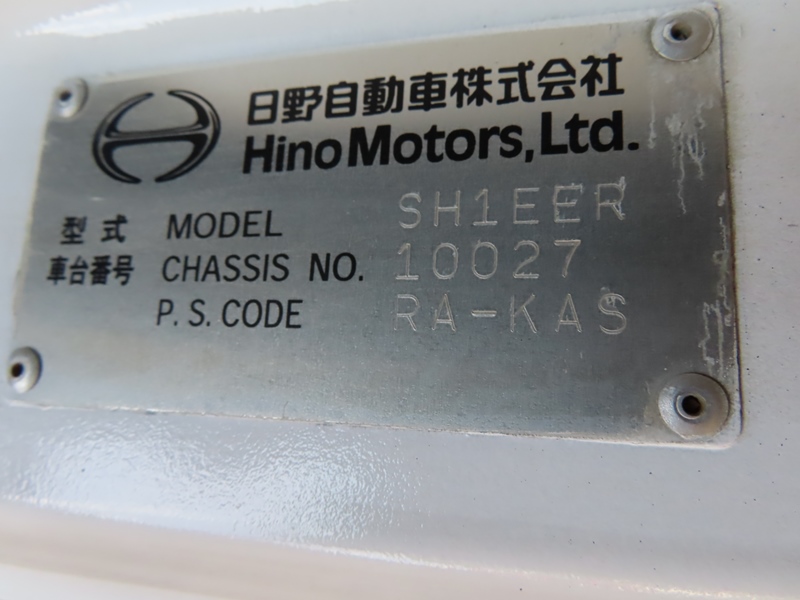 日野自動車株式会社
Hino Motors, Ltd.
型式 MODEL SH1EER
車台番号 CHASSIS NO. 10027
P. S. CODE RA-KAS